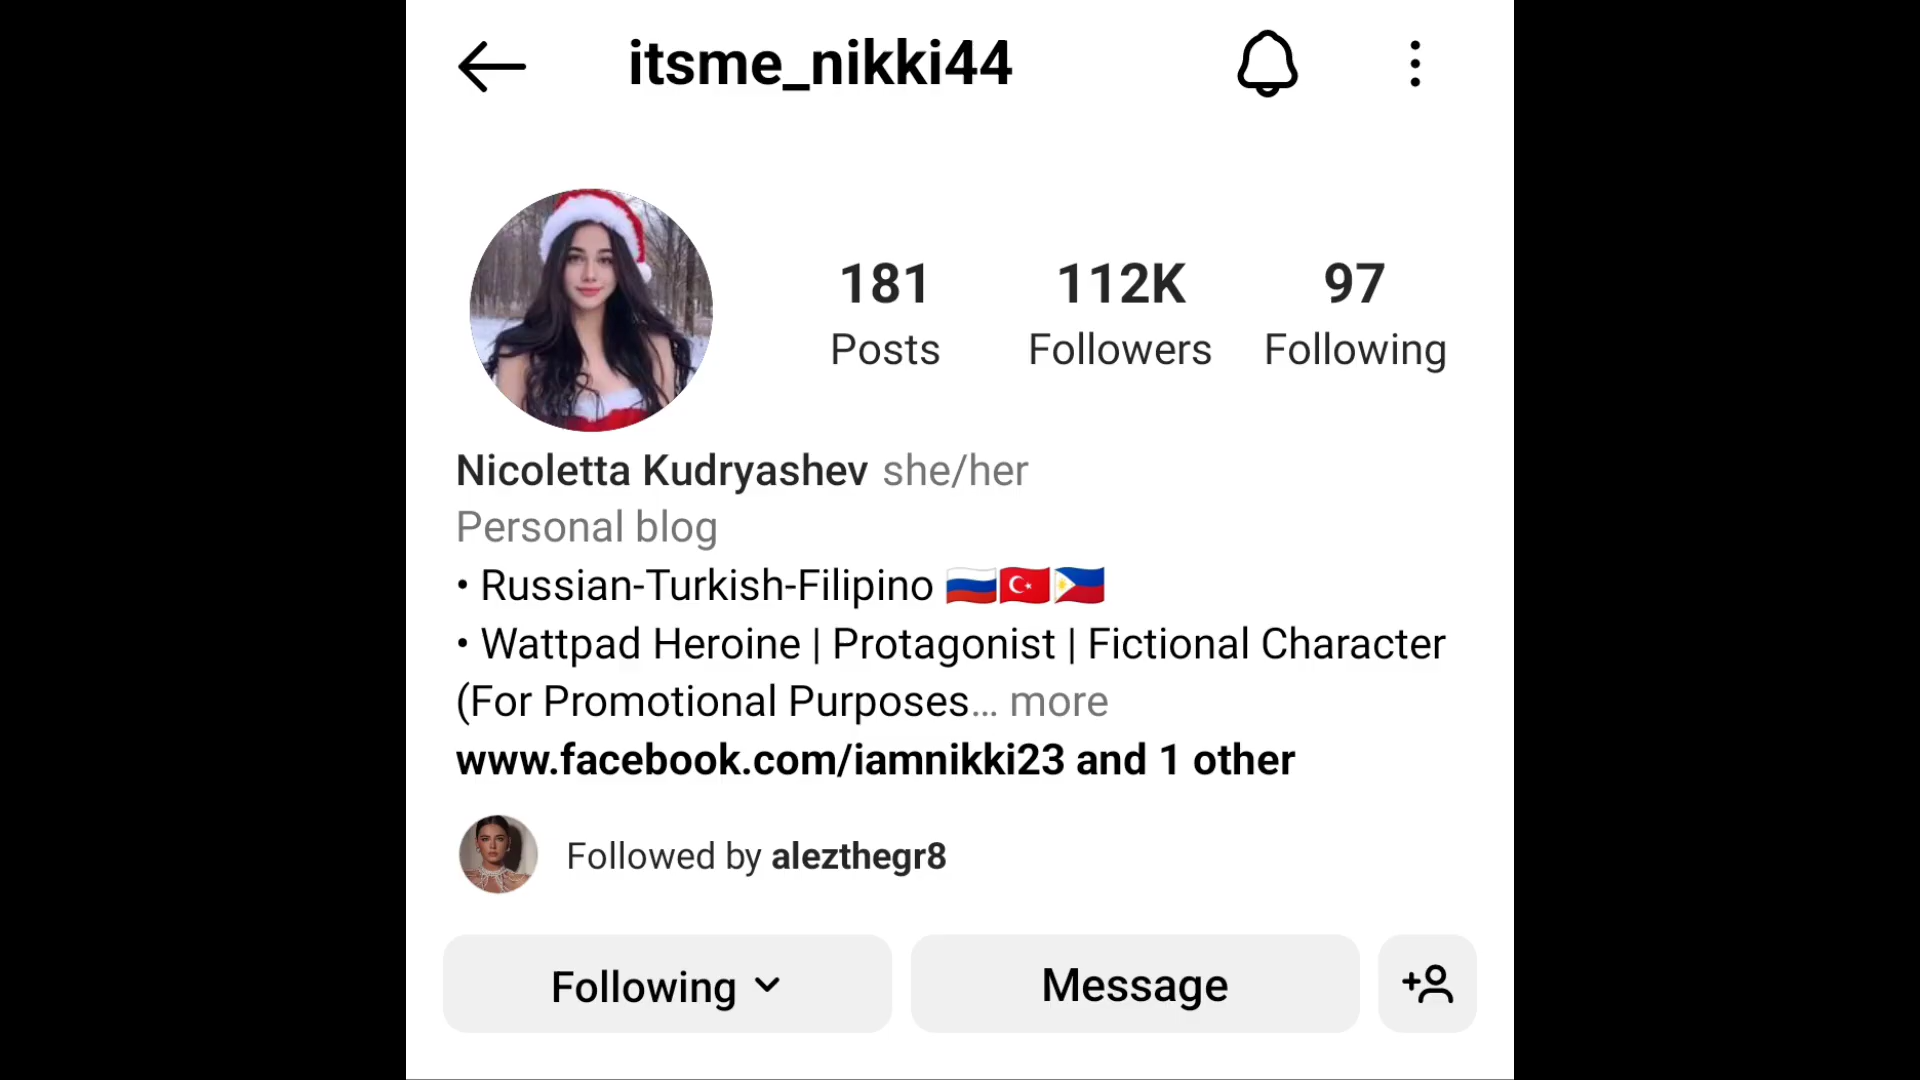 itsme_nikki44
181 112K 97
Posts Followers Following
Nicoletta Kudryashev she/her
Personal blog
• Russian-Turkish-Filipino 🇷🇺🇹🇷🇵🇭
• Wattpad Heroine | Protagonist | Fictional Character
(For Promotional Purposes... more
www.facebook.com/iamnikki23 and 1 other
Followed by alezthegr8
Following Message